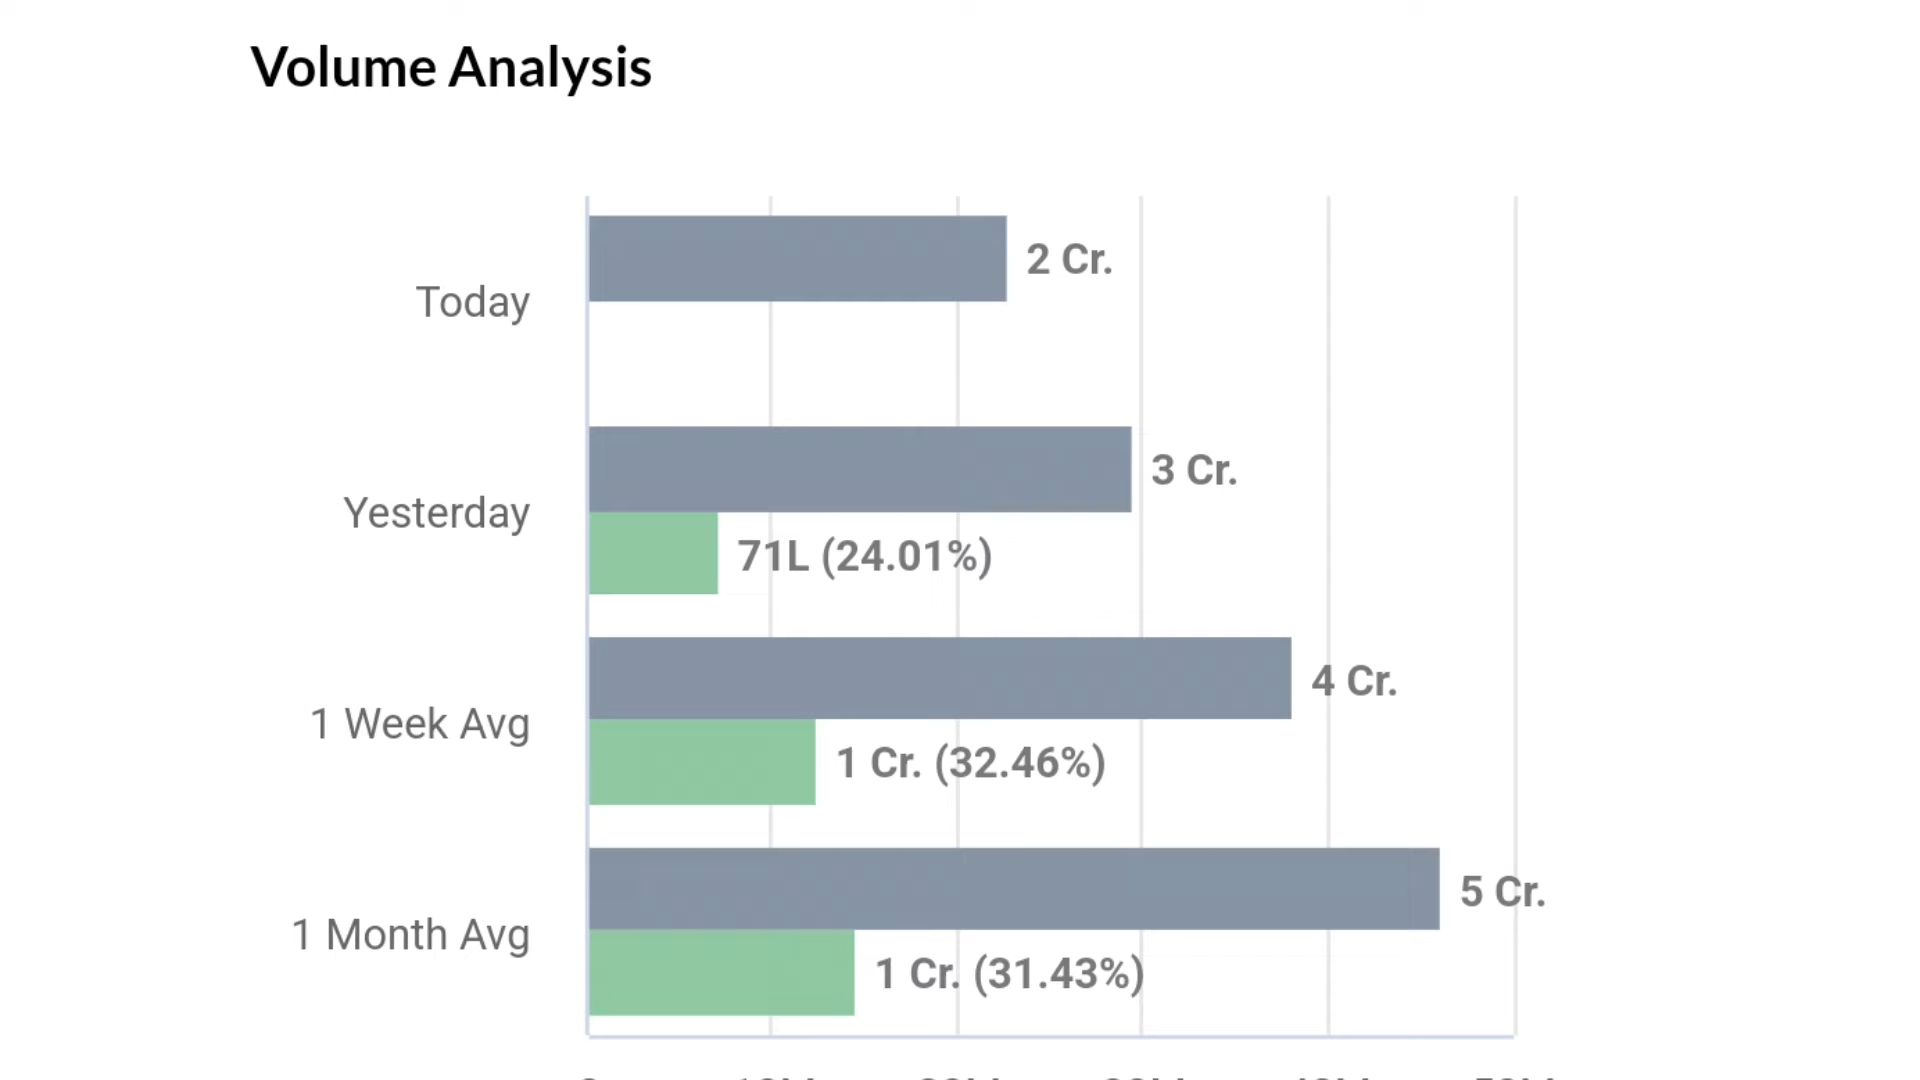 Volume Analysis
Today
2 Cr.
Yesterday
3 Cr.
71L (24.01%)
1 Week Avg
4 Cr.
1 Cr. (32.46%)
1 Month Avg
5 Cr.
1 Cr. (31.43%)